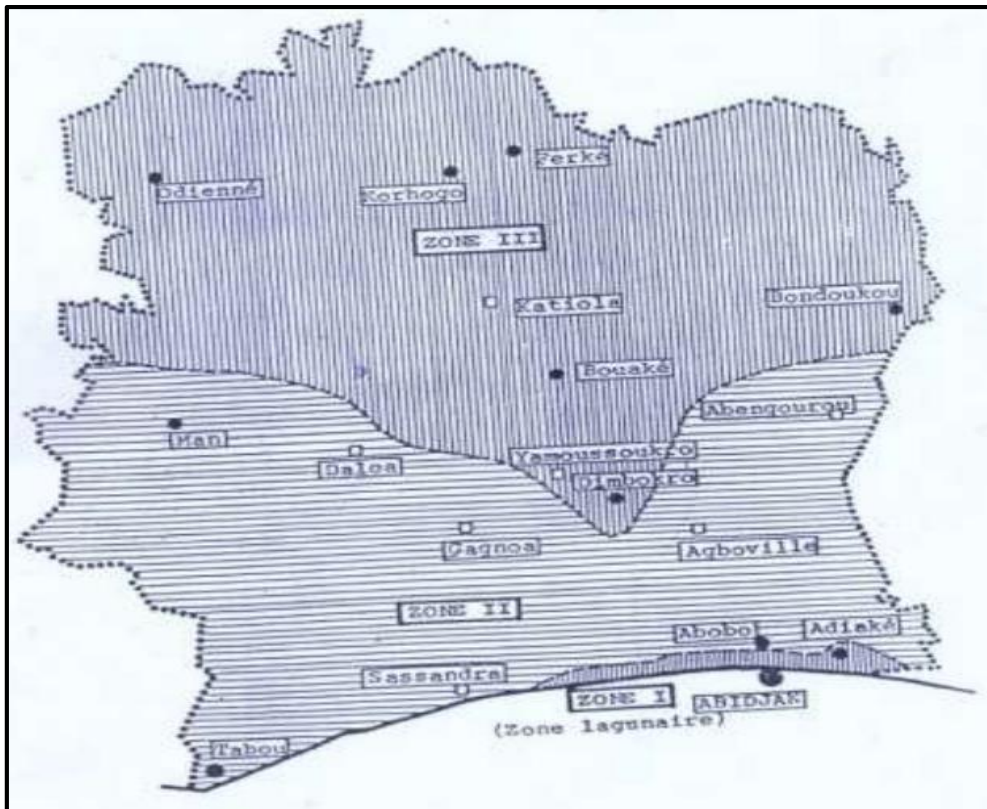 Ferké
Odienné
Korhogo
ZONE III
Katiola
Bondoukou
Bouaké
Abengourou
Man
Daloa
Yamoussoukro
Dimbokro
Gagnoa
Agboville
ZONE II
Abobo
Adiaké
Sassandra
ZONE I
ABIDJAN
(Zone lagunaire)
Tabou